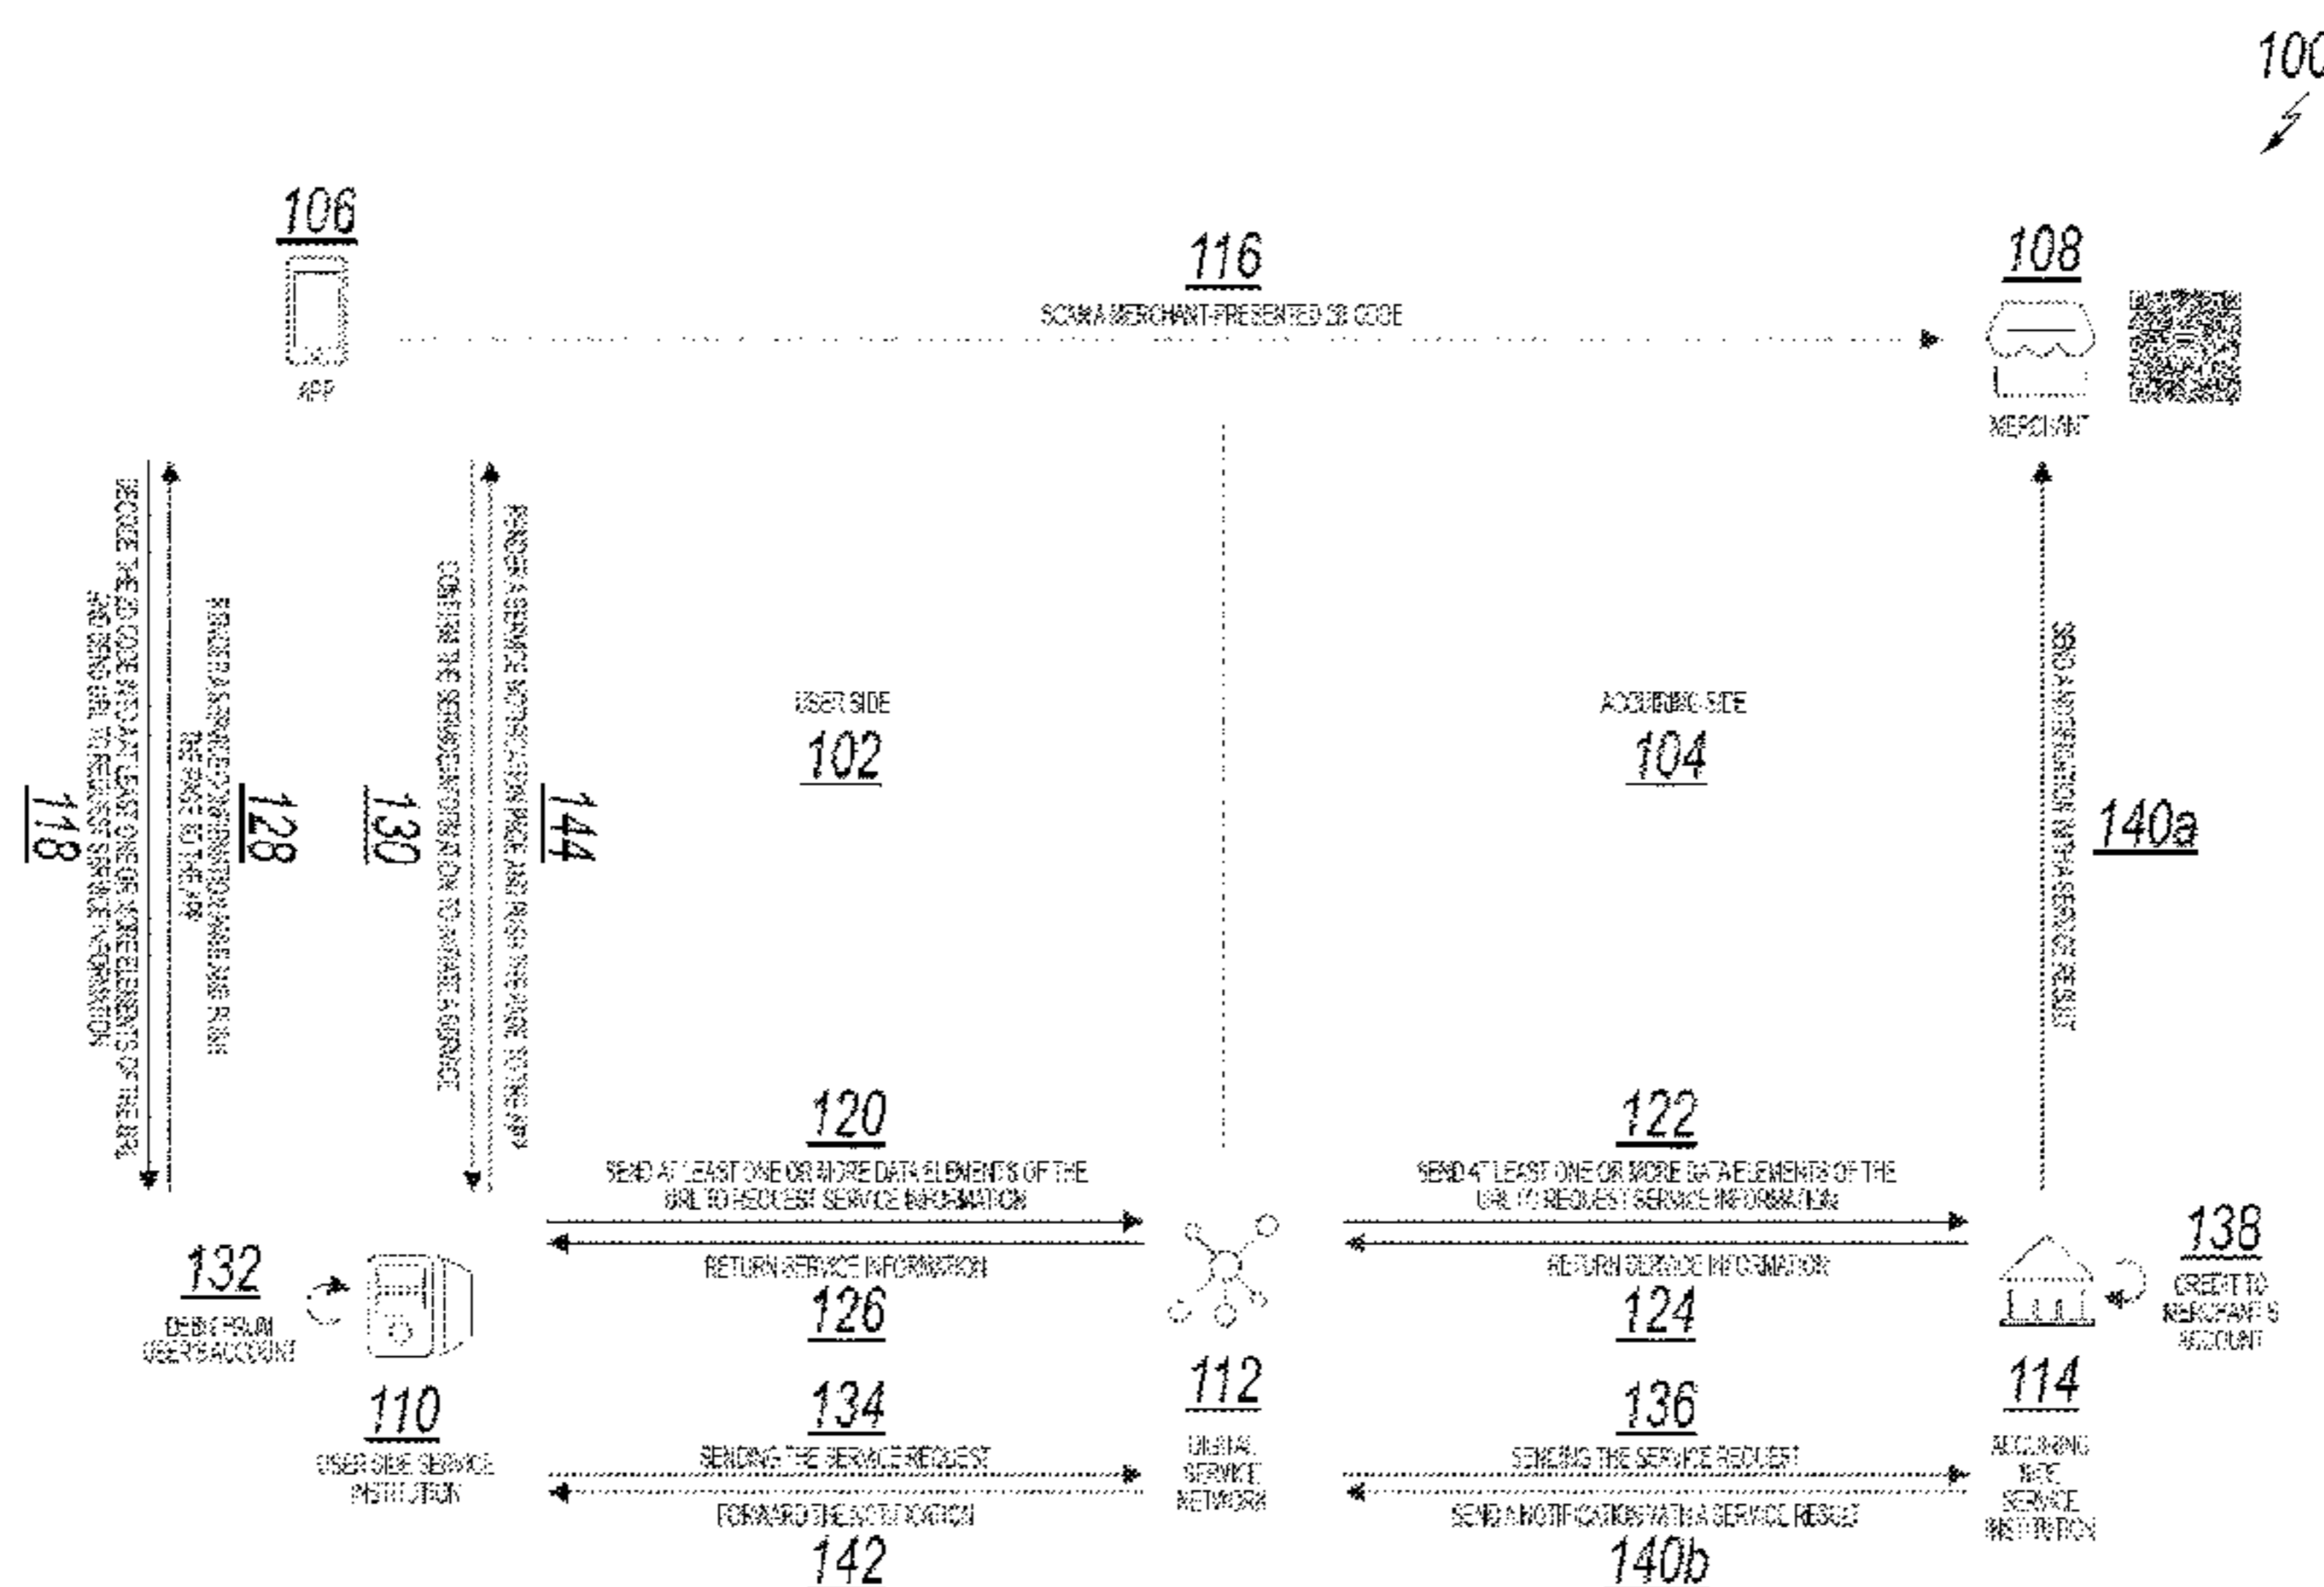 100
106
APP
116
SCAN A MERCHANT-PRESENTED 2D CODE
108
MERCHANT
118
DECODE THE 2D CODE INTO AT LEAST ONE OR MORE ELEMENTS OF THE URL
AND SEND URL TO REQUEST SERVICE INFORMATION
128
RENDER A SERVICE CONFIRMATION PAGE AND PUSH
THE PAGE TO THE APP
130
CONFIRM THE SERVICE INFORMATION TO INITIATE A SERVICE
144
RENDER A SERVICE NOTIFICATION PAGE AND PUSH THE PAGE TO THE APP
USER SIDE
102
ACQUIRING SIDE
104
140a
SEND A NOTIFICATION WITH A SERVICE RESULT
120
SEND AT LEAST ONE OR MORE DATA ELEMENTS OF THE
URL TO REQUEST SERVICE INFORMATION
RETURN SERVICE INFORMATION
126
122
SEND AT LEAST ONE OR MORE DATA ELEMENTS OF THE
URL TO REQUEST SERVICE INFORMATION
RETURN SERVICE INFORMATION
124
132
DEBIT FROM
USER'S ACCOUNT
138
CREDIT TO
MERCHANT'S
ACCOUNT
110
USER SIDE SERVICE
INSTITUTION
134
SENDING THE SERVICE REQUEST
FORWARD THE NOTIFICATION
142
112
DIGITAL
SERVICE
NETWORK
136
SENDING THE SERVICE REQUEST
SEND A NOTIFICATION WITH A SERVICE RESULT
140b
114
ACQUIRING
SIDE
SERVICE
INSTITUTION